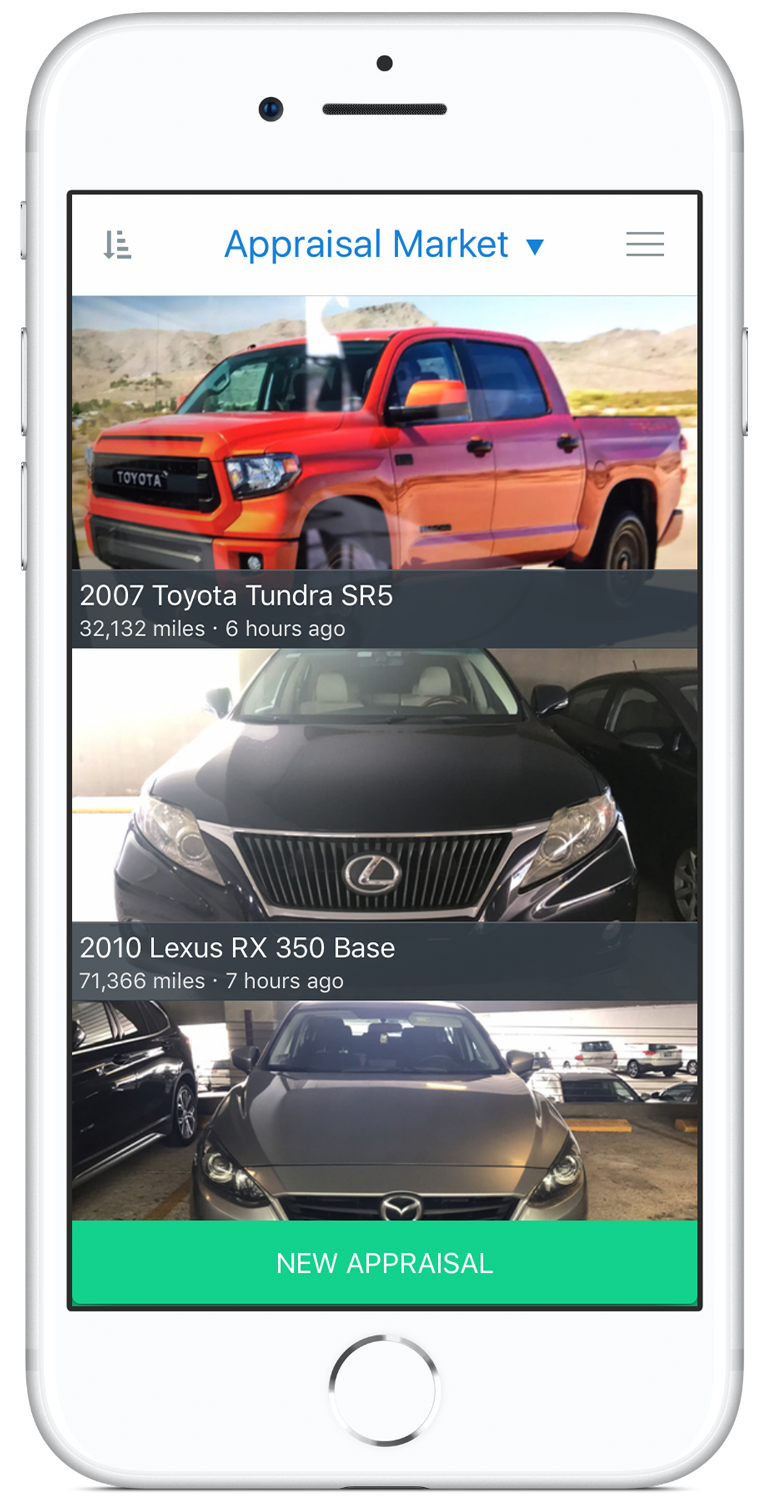 Appraisal Market
TOYOTA
2007 Toyota Tundra SR5
32,132 miles · 6 hours ago
2010 Lexus RX 350 Base
71,366 miles · 7 hours ago
NEW APPRAISAL